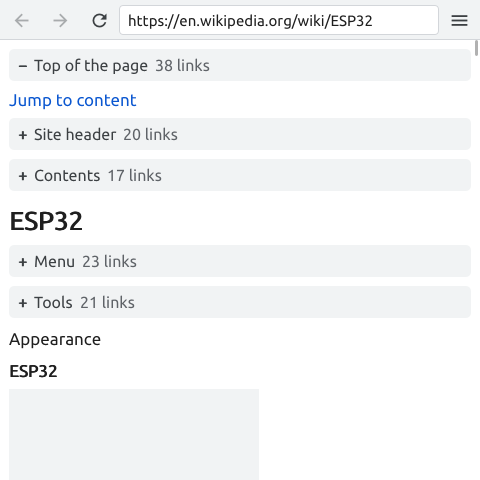 https://en.wikipedia.org/wiki/ESP32
− Top of the page 38 links
Jump to content
+ Site header 20 links
+ Contents 17 links
ESP32
+ Menu 23 links
+ Tools 21 links
Appearance
ESP32